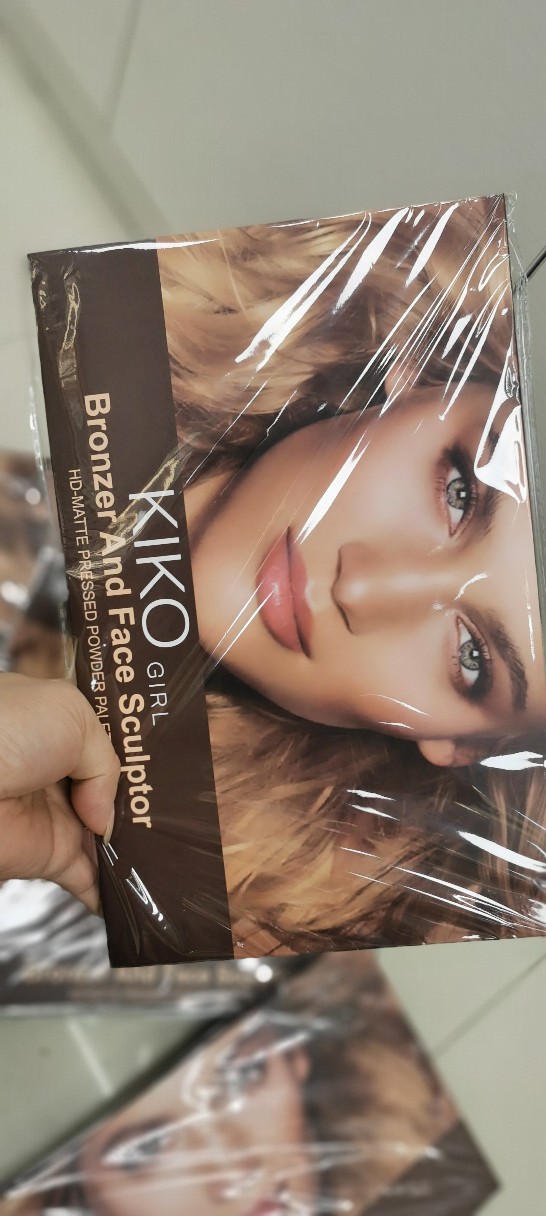 KIKO GIRL
Bronzer And Face Sculptor
HD-MATTE PRESSED POWDER